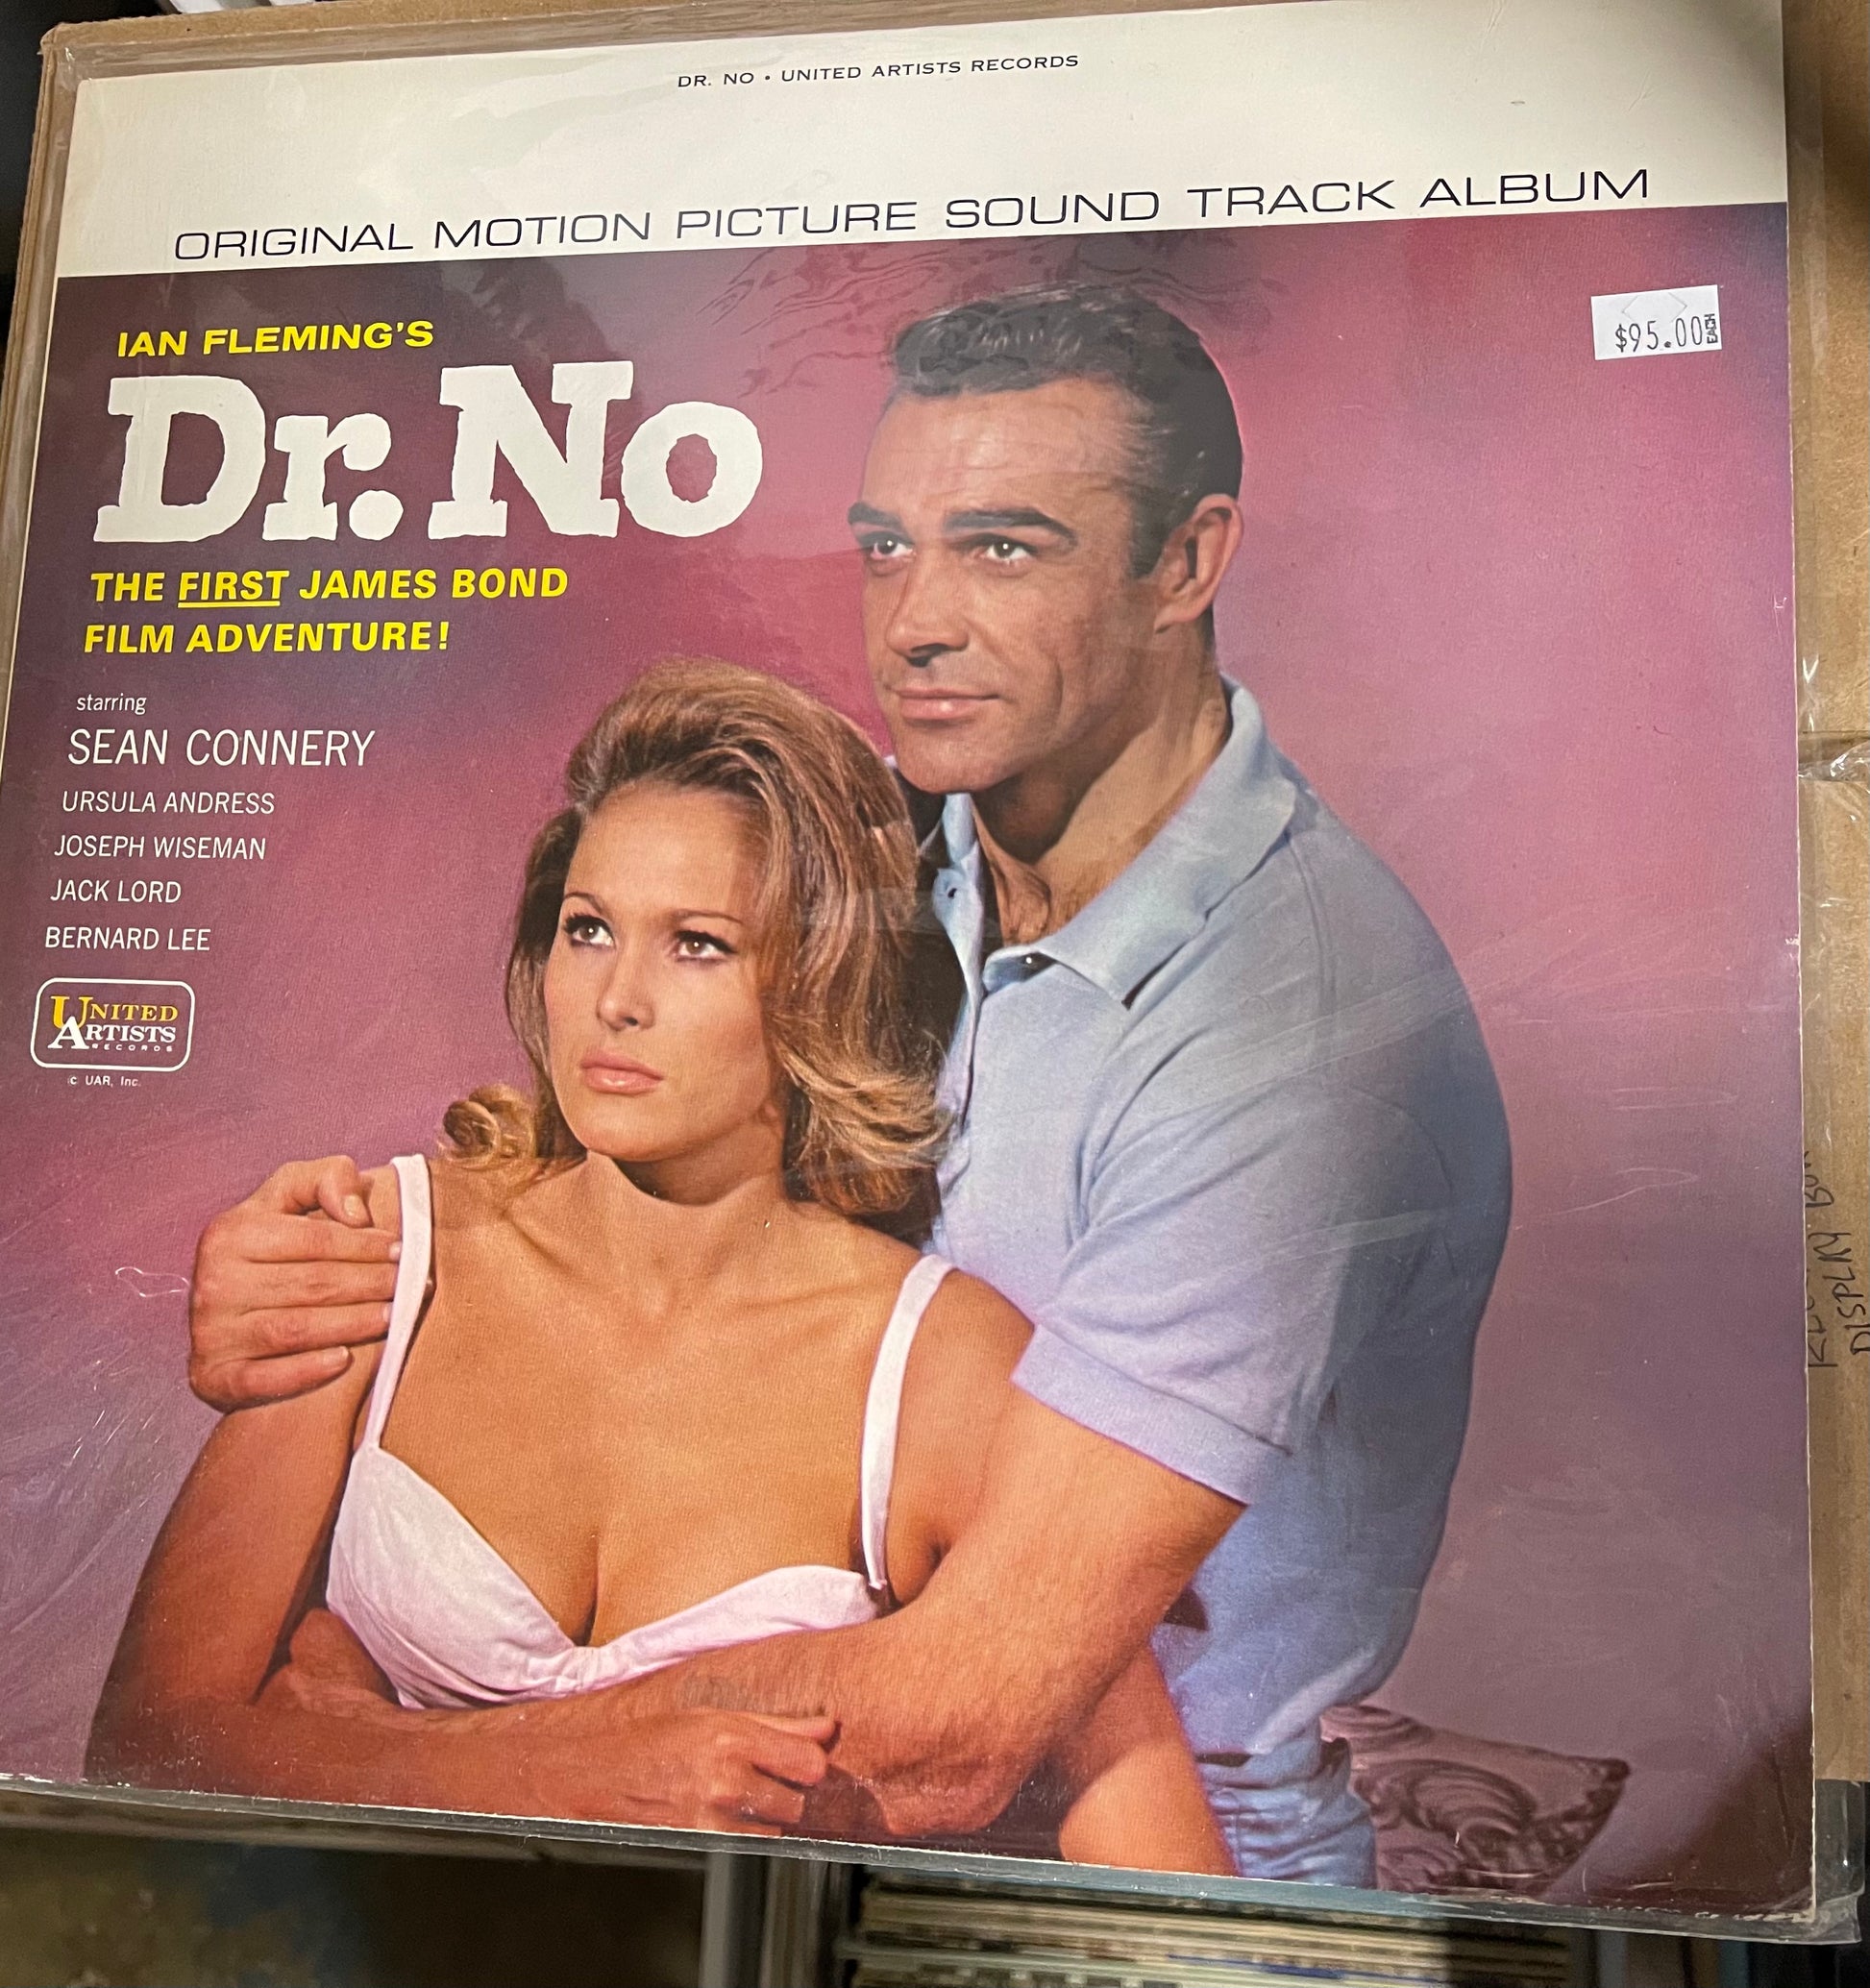 DR. NO • UNITED ARTISTS RECORDS
ORIGINAL MOTION PICTURE SOUND TRACK ALBUM
$95.00 EACH
IAN FLEMING'S
Dr. No
THE FIRST JAMES BOND
FILM ADVENTURE!
starring
SEAN CONNERY
URSULA ANDRESS
JOSEPH WISEMAN
JACK LORD
BERNARD LEE
UNITED
ARTISTS
RECORDS
© UAR, Inc.
DISPLAY